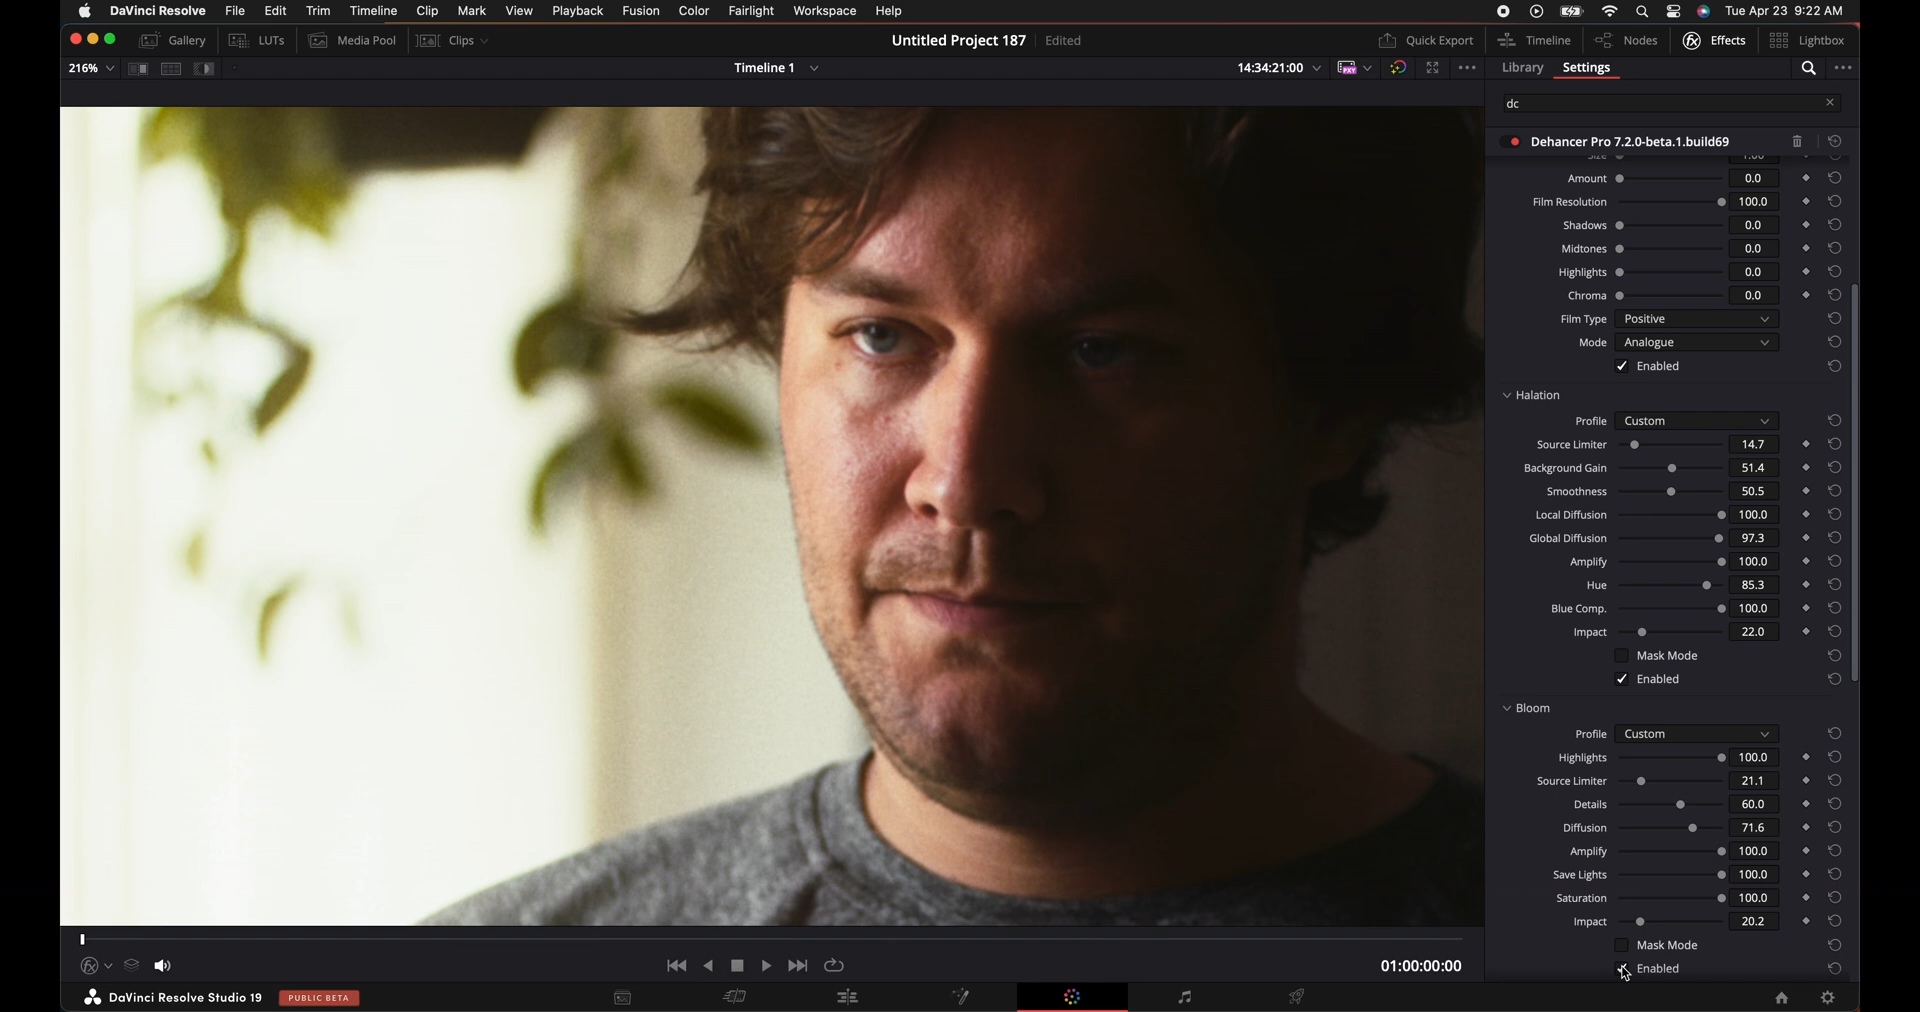 DaVinci Resolve File Edit Trim Timeline Clip Mark View Playback Fusion Color Fairlight Workspace Help Tue Apr 23 9:22 AM
Gallery LUTs Media Pool Clips Untitled Project 187 Edited Quick Export Timeline Nodes Effects Lightbox
216% Timeline 1 14:34:21:00 PXY Library Settings
dc
Dehancer Pro 7.2.0-beta.1.build69
Size 1.00
Amount 0.0
Film Resolution 100.0
Shadows 0.0
Midtones 0.0
Highlights 0.0
Chroma 0.0
Film Type Positive
Mode Analogue
Enabled
Halation
Profile Custom
Source Limiter 14.7
Background Gain 51.4
Smoothness 50.5
Local Diffusion 100.0
Global Diffusion 97.3
Amplify 100.0
Hue 85.3
Blue Comp. 100.0
Impact 22.0
Mask Mode
Enabled
Bloom
Profile Custom
Highlights 100.0
Source Limiter 21.1
Details 60.0
Diffusion 71.6
Amplify 100.0
Save Lights 100.0
Saturation 100.0
Impact 20.2
Mask Mode
Enabled
01:00:00:00
DaVinci Resolve Studio 19 PUBLIC BETA